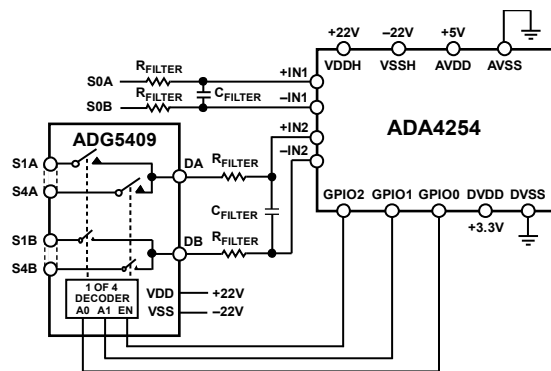 +22V –22V +5V
VDDH VSSH AVDD AVSS
S0A RFILTER +IN1
CFILTER
S0B RFILTER –IN1
ADA4254
ADG5409
+IN2
–IN2
S1A DA RFILTER
S4A
GPIO2 GPIO1 GPIO0 DVDD DVSS
+3.3V
CFILTER
S1B
DB RFILTER
S4B
1 OF 4
DECODER
A0 A1 EN
VDD +22V
VSS –22V